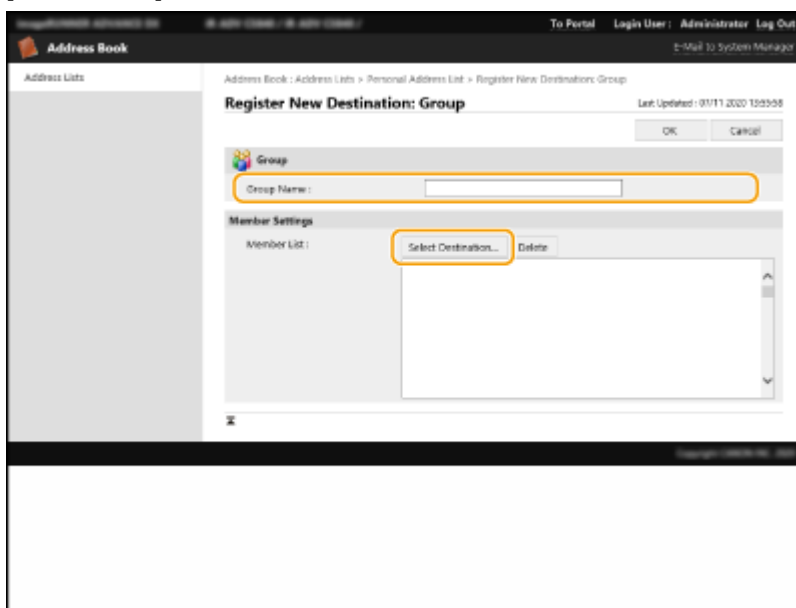 To Portal Login User : Administrator Log Out
Address Book E-Mail to System Manager
Address Lists
Address Book : Address Lists > Personal Address List > Register New Destination: Group
Register New Destination: Group
Last Updated : 07/11 2020 13:53:58
OK Cancel
Group
Group Name :
Member Settings
Member List : Select Destination... Delete